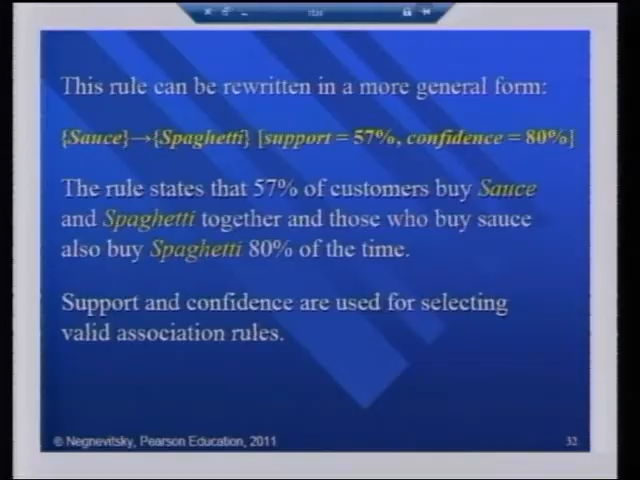 This rule can be rewritten in a more general form:
{Sauce}→{Spaghetti} [support = 57%, confidence = 80%]
The rule states that 57% of customers buy Sauce
and Spaghetti together and those who buy sauce
also buy Spaghetti 80% of the time.
Support and confidence are used for selecting
valid association rules.
© Negnevitsky, Pearson Education, 2011
32